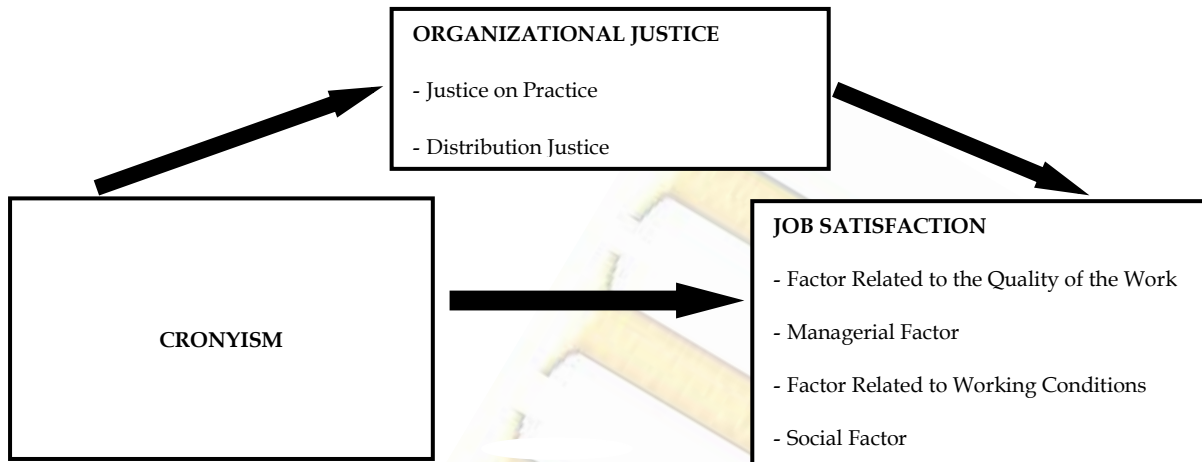 ORGANIZATIONAL JUSTICE
- Justice on Practice
- Distribution Justice
CRONYISM
JOB SATISFACTION
- Factor Related to the Quality of the Work
- Managerial Factor
- Factor Related to Working Conditions
- Social Factor